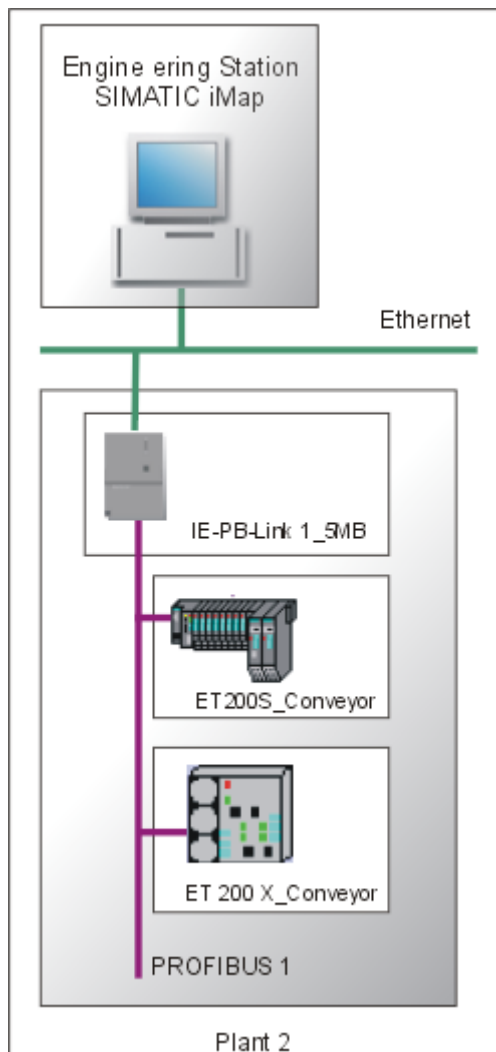 Engine ering Station
SIMATIC iMap
Ethernet
IE-PB-Link 1_5MB
ET200S_Conveyor
ET 200 X_Conveyor
PROFIBUS 1
Plant 2